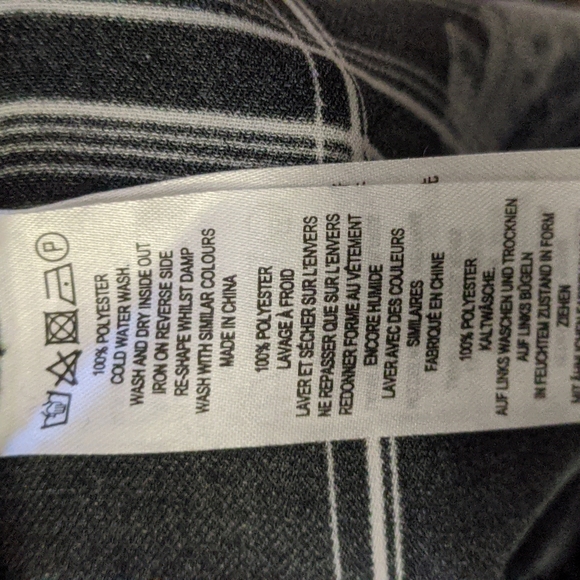 P
100% POLYESTER
COLD WATER WASH.
WASH AND DRY INSIDE OUT
IRON ON REVERSE SIDE
RE-SHAPE WHILST DAMP
WASH WITH SIMILAR COLOURS
MADE IN CHINA
100% POLYESTER
LAVAGE À FROID
LAVER ET SÉCHER SUR L'ENVERS
NE REPASSER QUE SUR L'ENVERS
REDONNER FORME AU VÊTEMENT
ENCORE HUMIDE
LAVER AVEC DES COULEURS
SIMILAIRES
FABRIQUÉ EN CHINE
100% POLYESTER
KALTWÄSCHE.
AUF LINKS WASCHEN UND TROCKNEN
AUF LINKS BÜGELN
IN FEUCHTEM ZUSTAND IN FORM
ZIEHEN